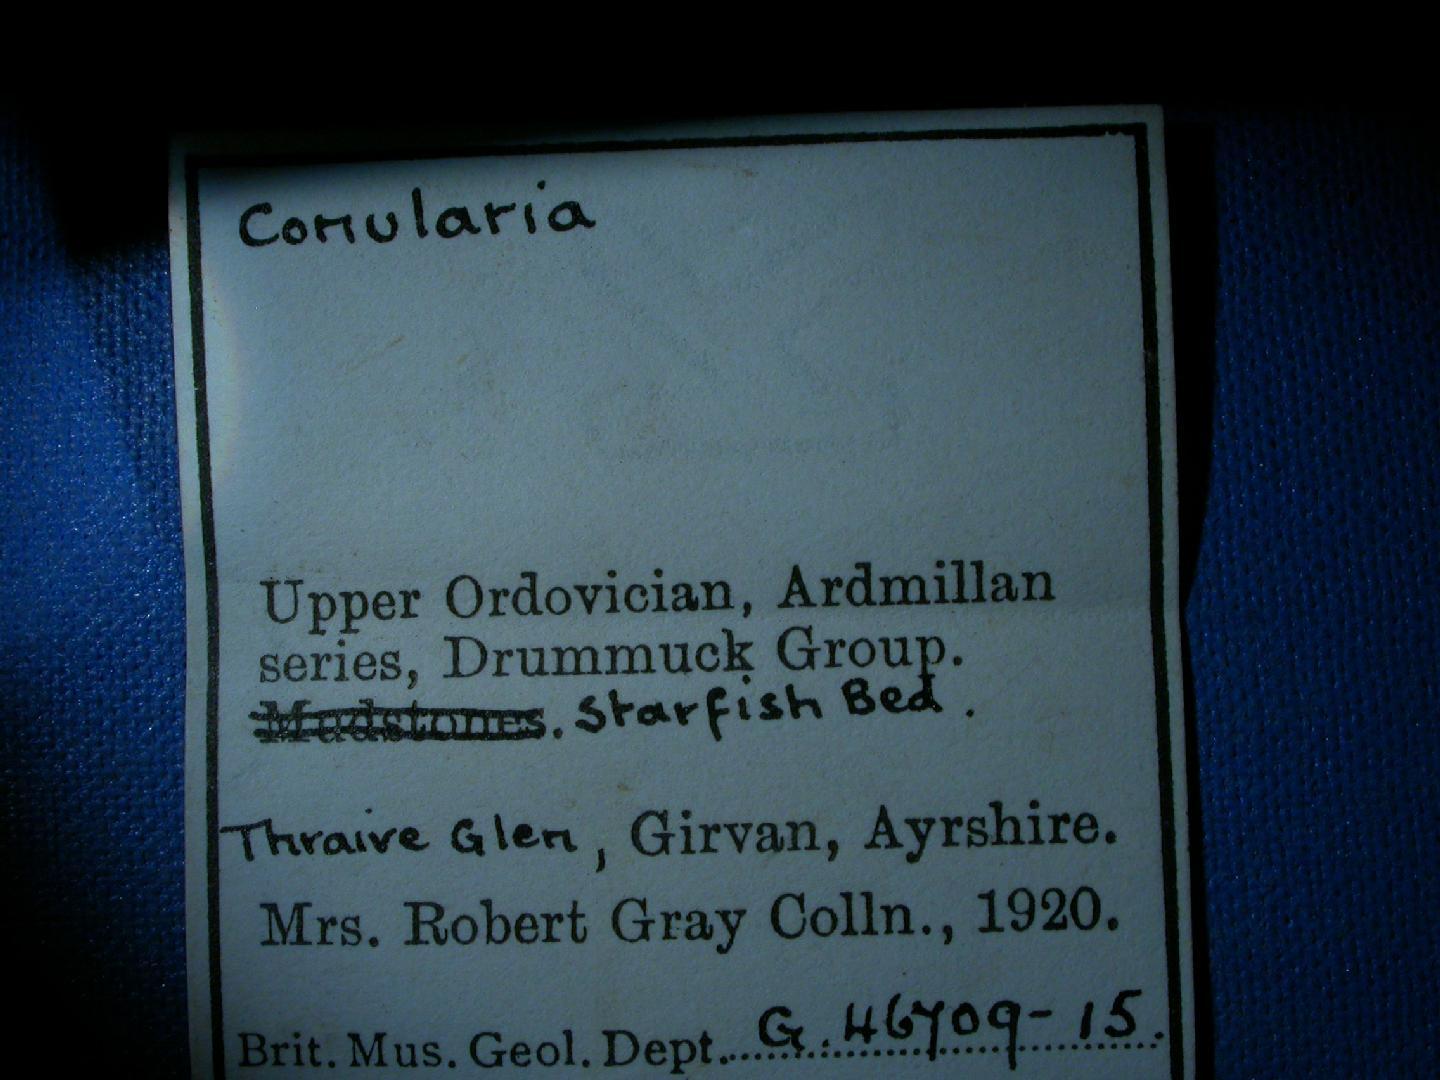 Conularia
Upper Ordovician, Ardmillan
series, Drummuck Group.
Mudstones. Starfish Bed.
Thraive Glen, Girvan, Ayrshire.
Mrs. Robert Gray Colln., 1920.
Brit. Mus. Geol. Dept. G. 46709-15.